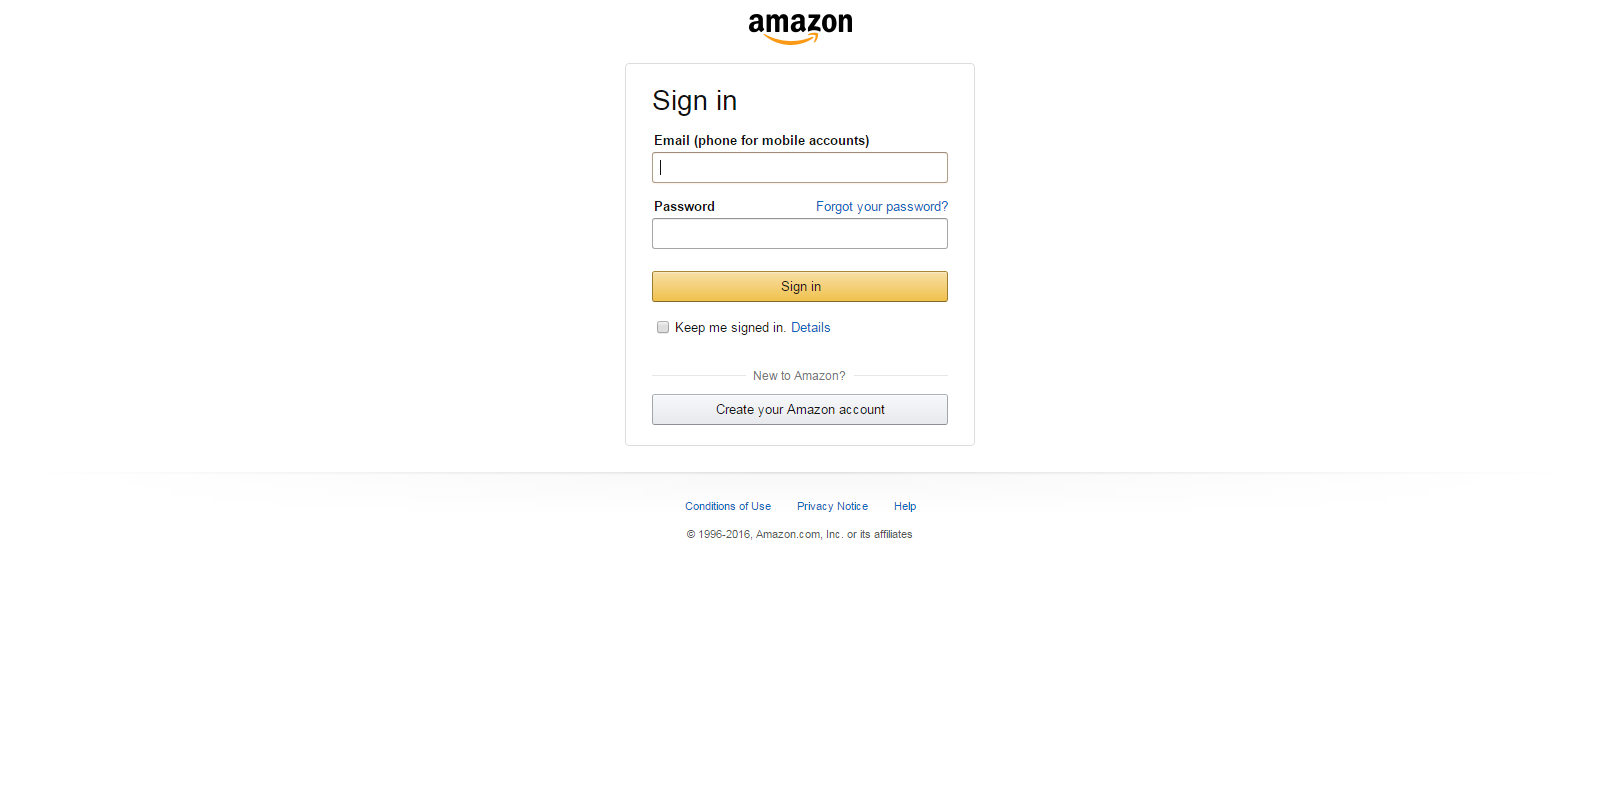 amazon
Sign in
Email (phone for mobile accounts)
Password Forgot your password?
Sign in
Keep me signed in. Details
New to Amazon?
Create your Amazon account
Conditions of Use Privacy Notice Help
© 1996-2016, Amazon.com, Inc. or its affiliates